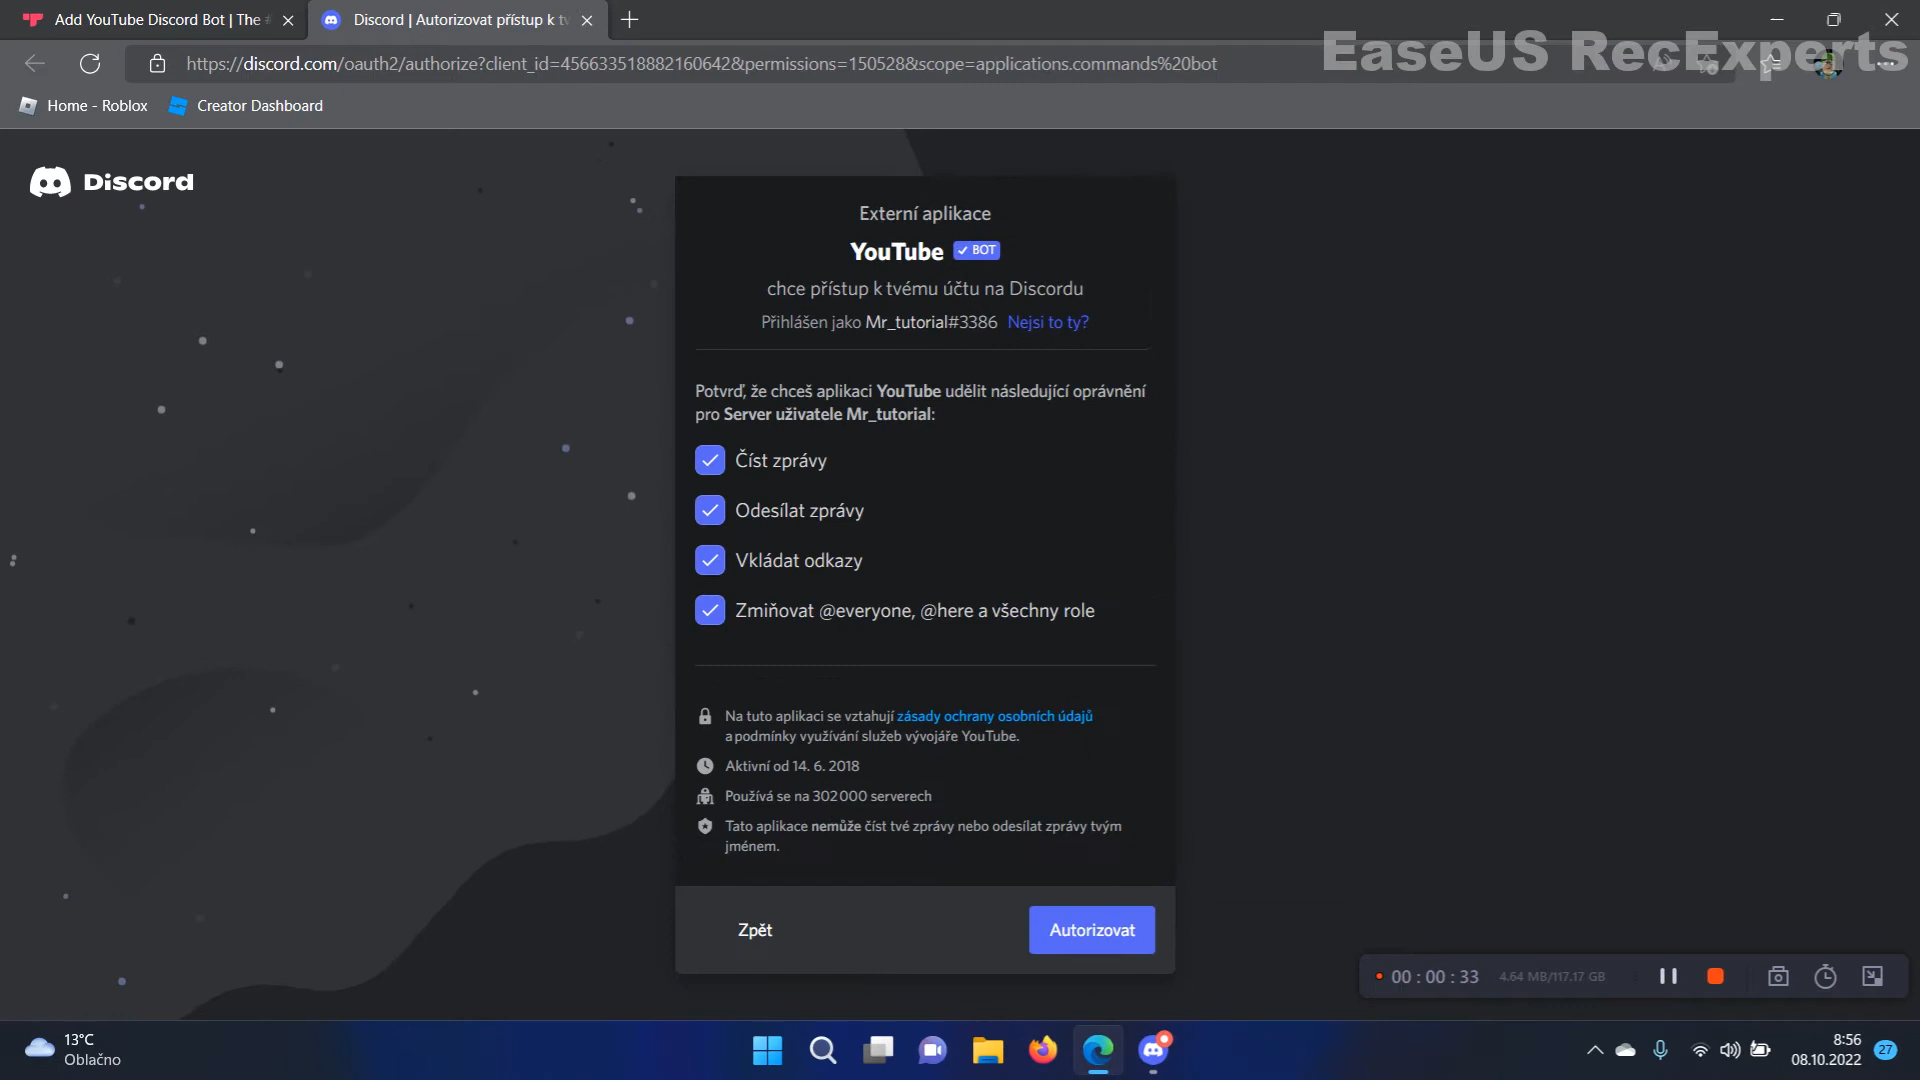 Add YouTube Discord Bot | The #
Discord | Autorizovat přístup k tv
https://discord.com/oauth2/authorize?client_id=456633518882160642&permissions=150528&scope=applications.commands%20bot
EaseUS RecExperts
Home - Roblox
Creator Dashboard
Discord
Externí aplikace
YouTube
BOT
chce přístup k tvému účtu na Discordu
Přihlášen jako Mr_tutorial#3386 Nejsi to ty?
Potvrď, že chceš aplikaci YouTube udělit následující oprávnění
pro Server uživatele Mr_tutorial:
Číst zprávy
Odesílat zprávy
Vkládat odkazy
Zmiňovat @everyone, @here a všechny role
Na tuto aplikaci se vztahují zásady ochrany osobních údajů
a podmínky využívání služeb vývojáře YouTube.
Aktivní od 14. 6. 2018
Používá se na 302 000 serverech
Tato aplikace nemůže číst tvé zprávy nebo odesílat zprávy tvým
jménem.
Zpět
Autorizovat
00 : 00 : 33
4.64 MB/117.17 GB
13°C
Oblačno
8:56
08.10.2022
27